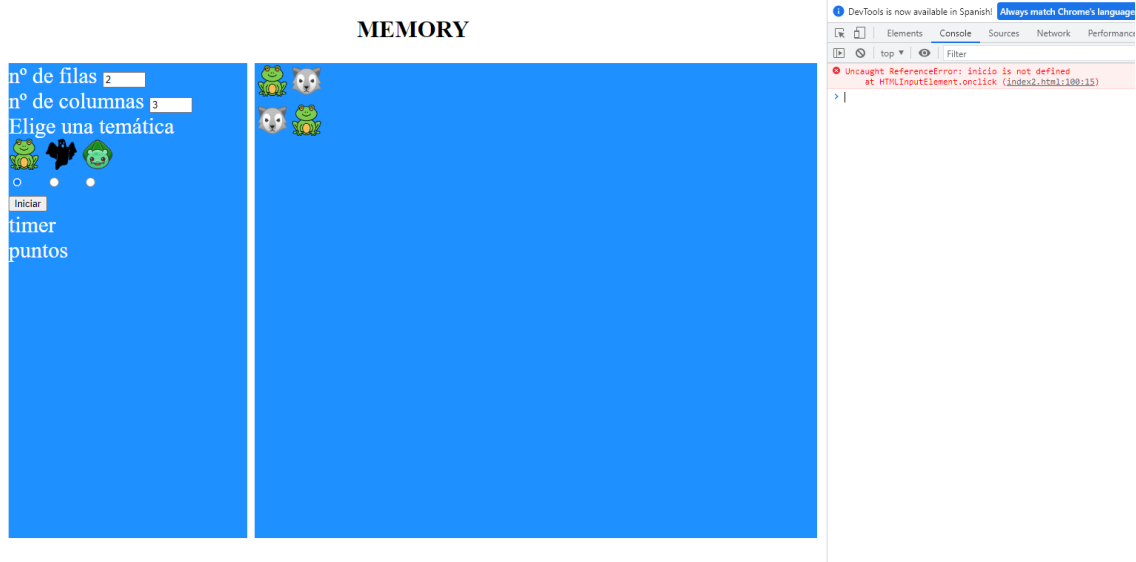 MEMORY
nº de filas 2
nº de columnas 3
Elige una temática
Iniciar
timer
puntos
DevTools is now available in Spanish! Always match Chrome's language
Elements Console Sources Network Performance
top Filter
Uncaught ReferenceError: inicio is not defined
at HTMLInputElement.onclick (index2.html:100:15)